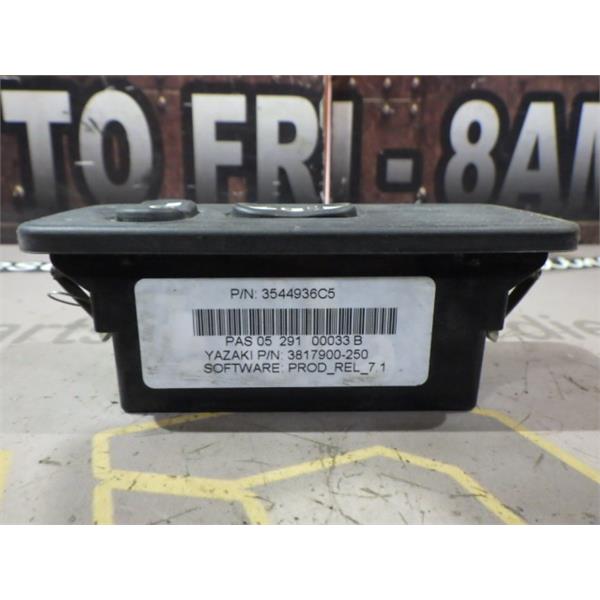 TO FRI - 8AM
P/N: 3544936C5
PAS 05 291 00033 B
YAZAKI P/N: 3817900-250
SOFTWARE: PROD_REL_7.1